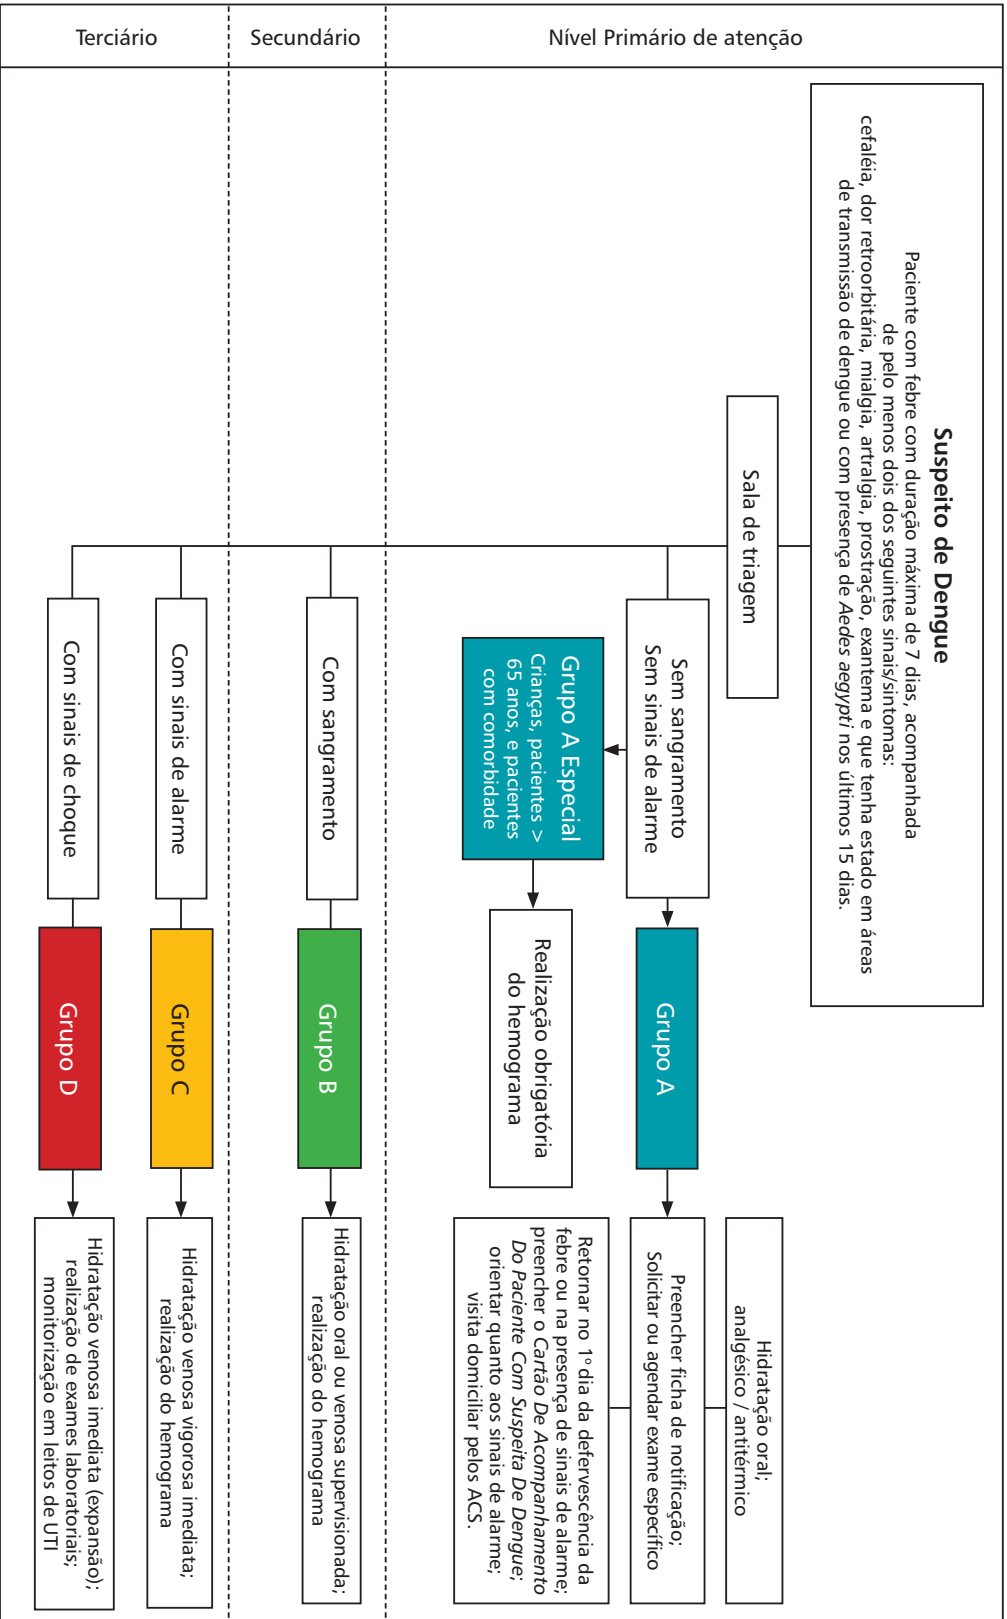 Nível Primário de atenção
Secundário
Terciário
Suspeito de Dengue
Paciente com febre com duração máxima de 7 dias, acompanhada
de pelo menos dois dos seguintes sinais/sintomas:
cefaléia, dor retroorbitária, mialgia, artralgia, prostração, exantema e que tenha estado em áreas
de transmissão de dengue ou com presença de Aedes aegypti nos últimos 15 dias.
Sala de triagem
Sem sangramento
Sem sinais de alarme
Grupo A
Hidratação oral;
analgésico / antitérmico
Preencher ficha de notificação;
Solicitar ou agendar exame específico
Retornar no 1º dia da defervescência da
febre ou na presença de sinais de alarme;
preencher o Cartão De Acompanhamento
Do Paciente Com Suspeita De Dengue;
orientar quanto aos sinais de alarme;
visita domiciliar pelos ACS.
Grupo A Especial
Crianças, pacientes >
65 anos, e pacientes
com comorbidade
Realização obrigatória
do hemograma
Com sangramento
Grupo B
Hidratação oral ou venosa supervisionada;
realização do hemograma
Com sinais de alarme
Grupo C
Hidratação venosa vigorosa imediata;
realização do hemograma
Com sinais de choque
Grupo D
Hidratação venosa imediata (expansão);
realização de exames laboratoriais;
monitorização em leitos de UTI